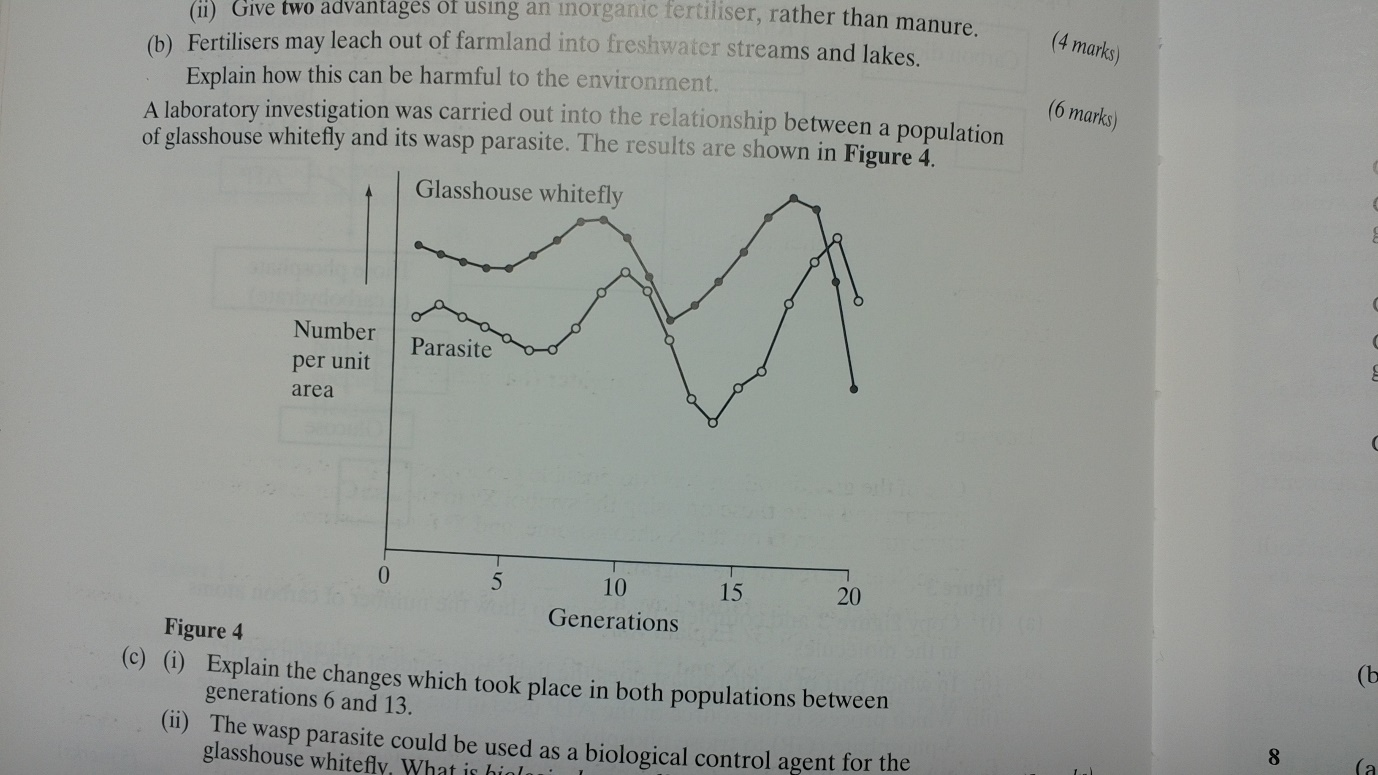 (ii) Give two advantages of using an inorganic fertiliser, rather than manure.
(4 marks)
(b) Fertilisers may leach out of farmland into freshwater streams and lakes.
Explain how this can be harmful to the environment.
(6 marks)
A laboratory investigation was carried out into the relationship between a population
of glasshouse whitefly and its wasp parasite. The results are shown in Figure 4.
Glasshouse whitefly
Number
per unit
area
Parasite
0 5 10 15 20
Generations
Figure 4
(c) (i) Explain the changes which took place in both populations between
generations 6 and 13.
(ii) The wasp parasite could be used as a biological control agent for the
glasshouse whitefly. What is
8
(b
(a